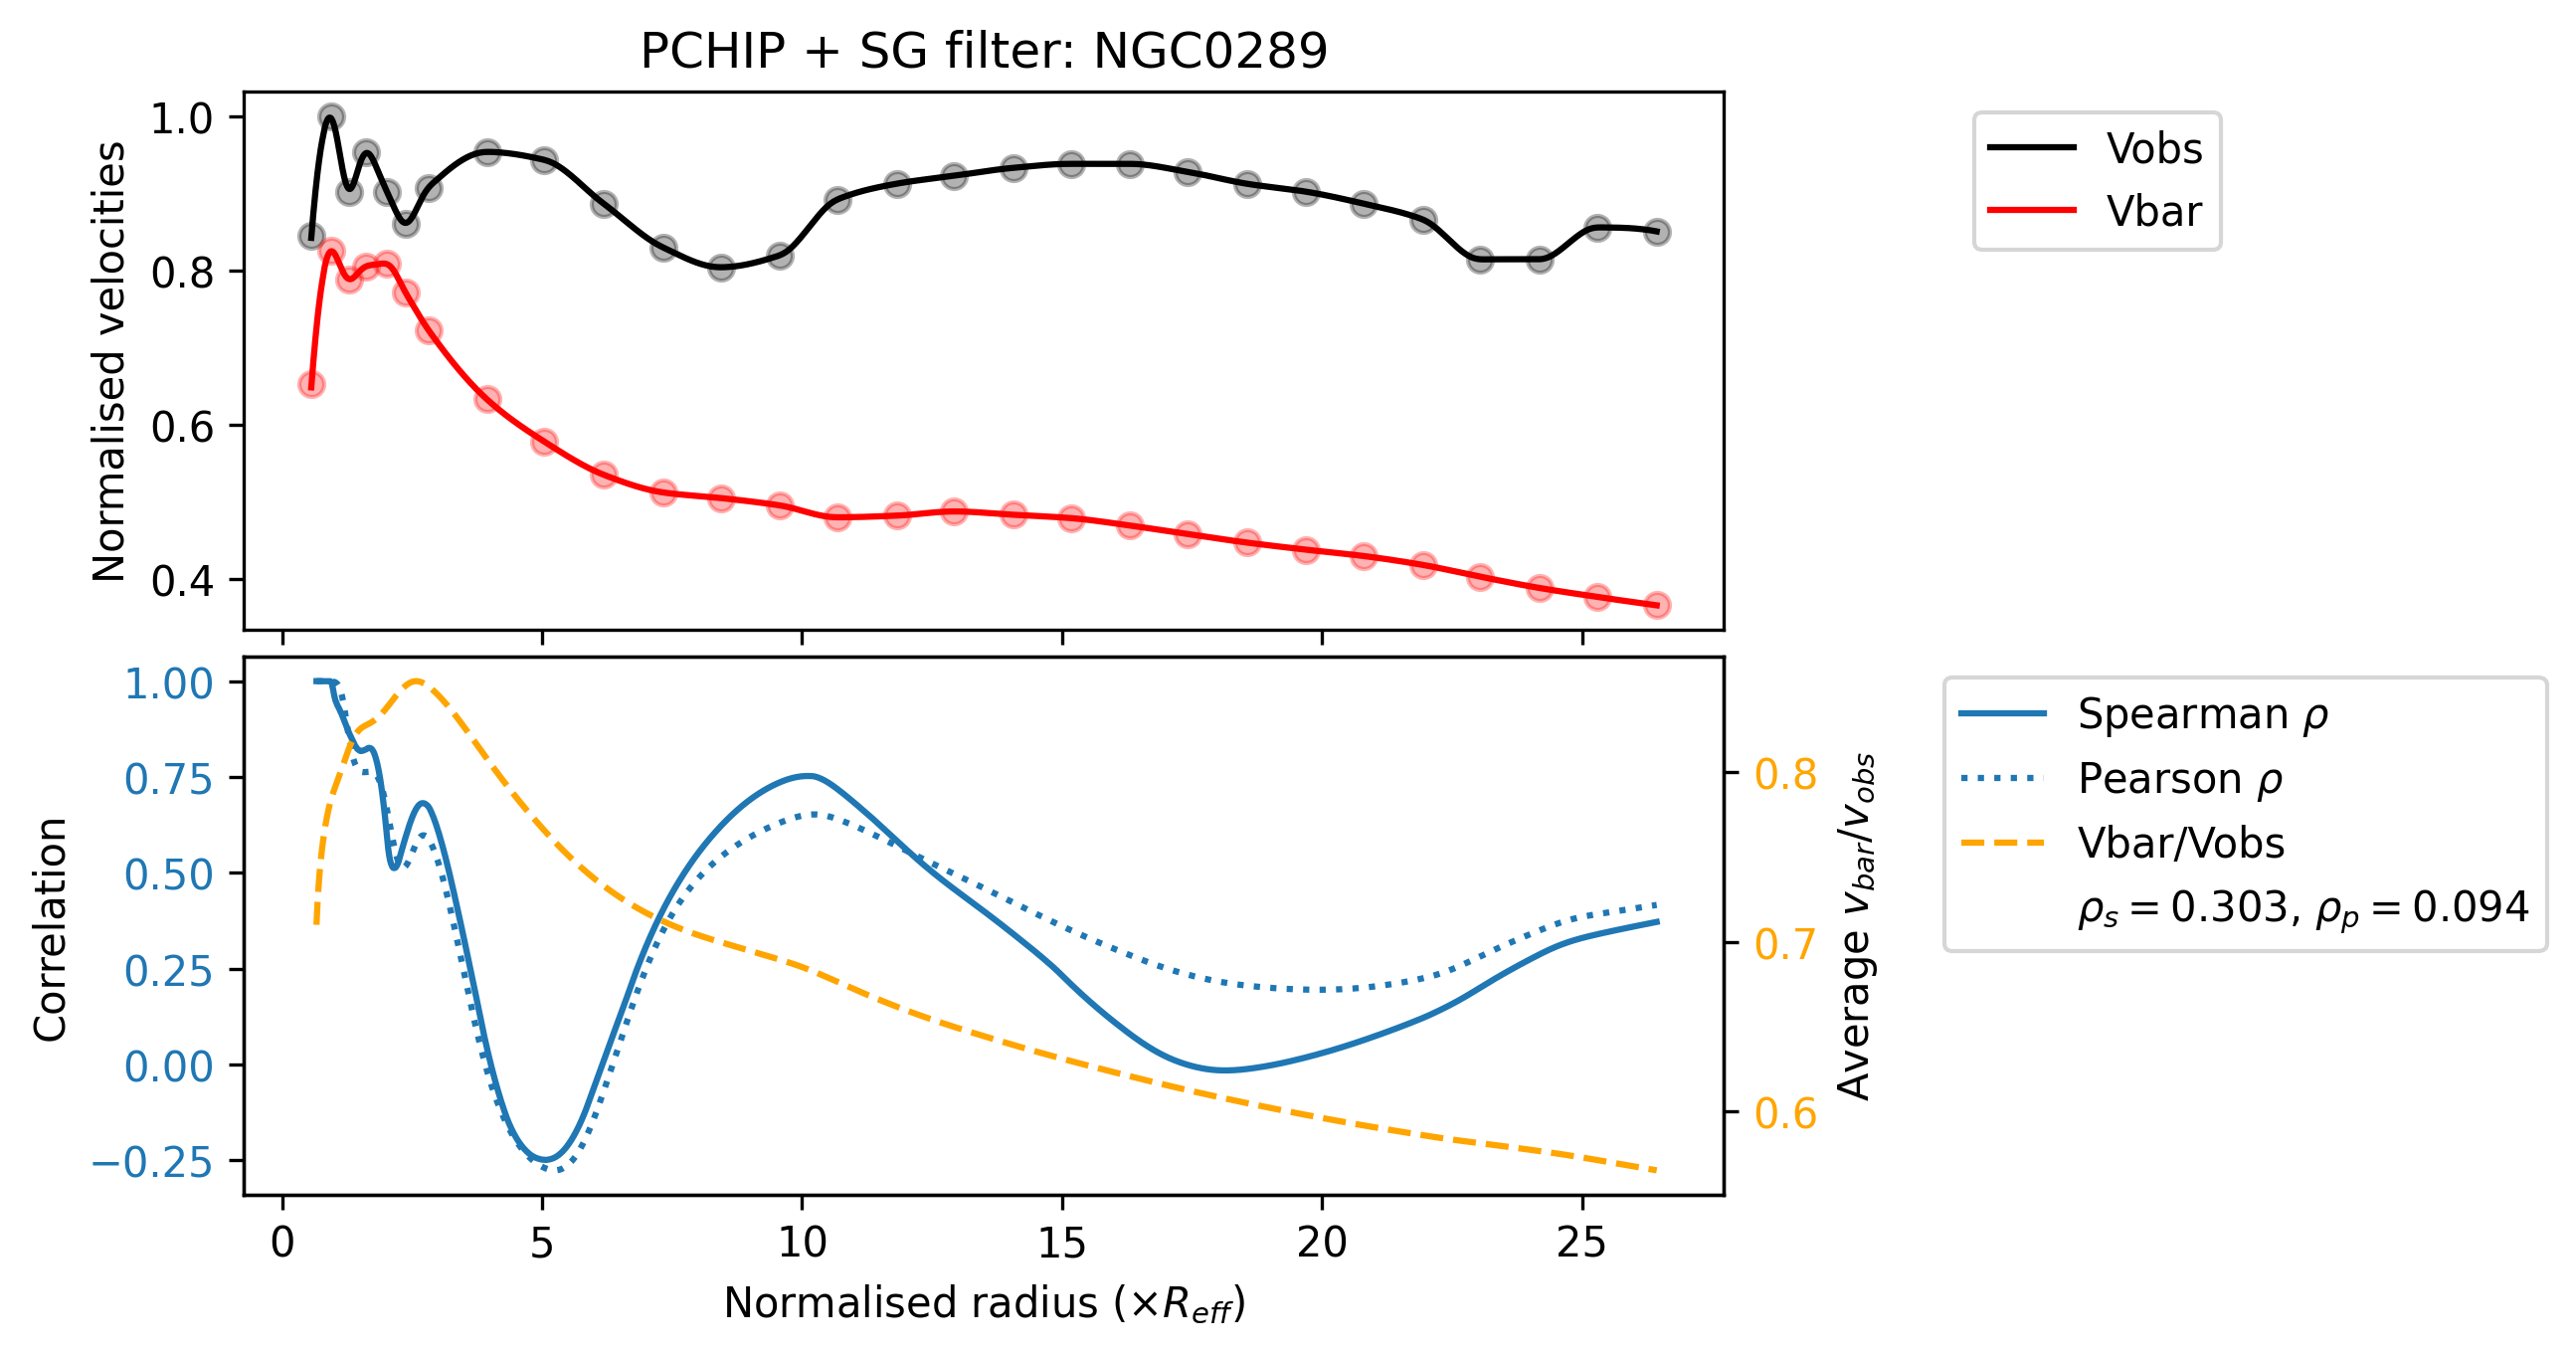 PCHIP + SG filter: NGC0289
Normalised velocities
1.0
0.8
0.6
0.4
Vobs
Vbar
Correlation
1.00
0.75
0.50
0.25
0.00
−0.25
0.8
0.7
0.6
Average v_bar/v_obs
Spearman ρ
Pearson ρ
Vbar/Vobs
ρ_s = 0.303, ρ_p = 0.094
0 5 10 15 20 25
Normalised radius (×R_eff)